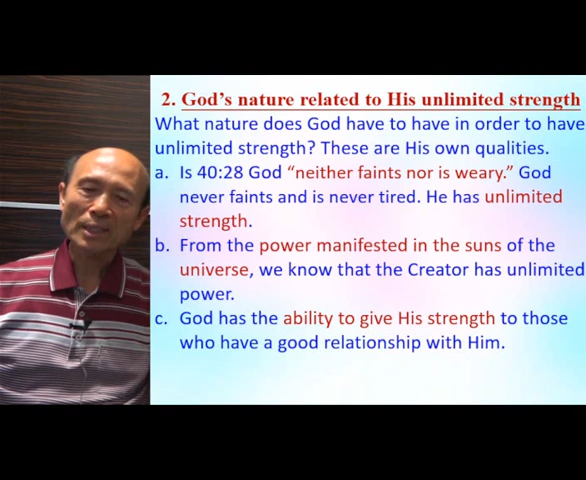 2. God's nature related to His unlimited strength
What nature does God have to have in order to have
unlimited strength? These are His own qualities.
a. Is 40:28 God “neither faints nor is weary.” God
never faints and is never tired. He has unlimited
strength.
b. From the power manifested in the suns of the
universe, we know that the Creator has unlimited
power.
c. God has the ability to give His strength to those
who have a good relationship with Him.